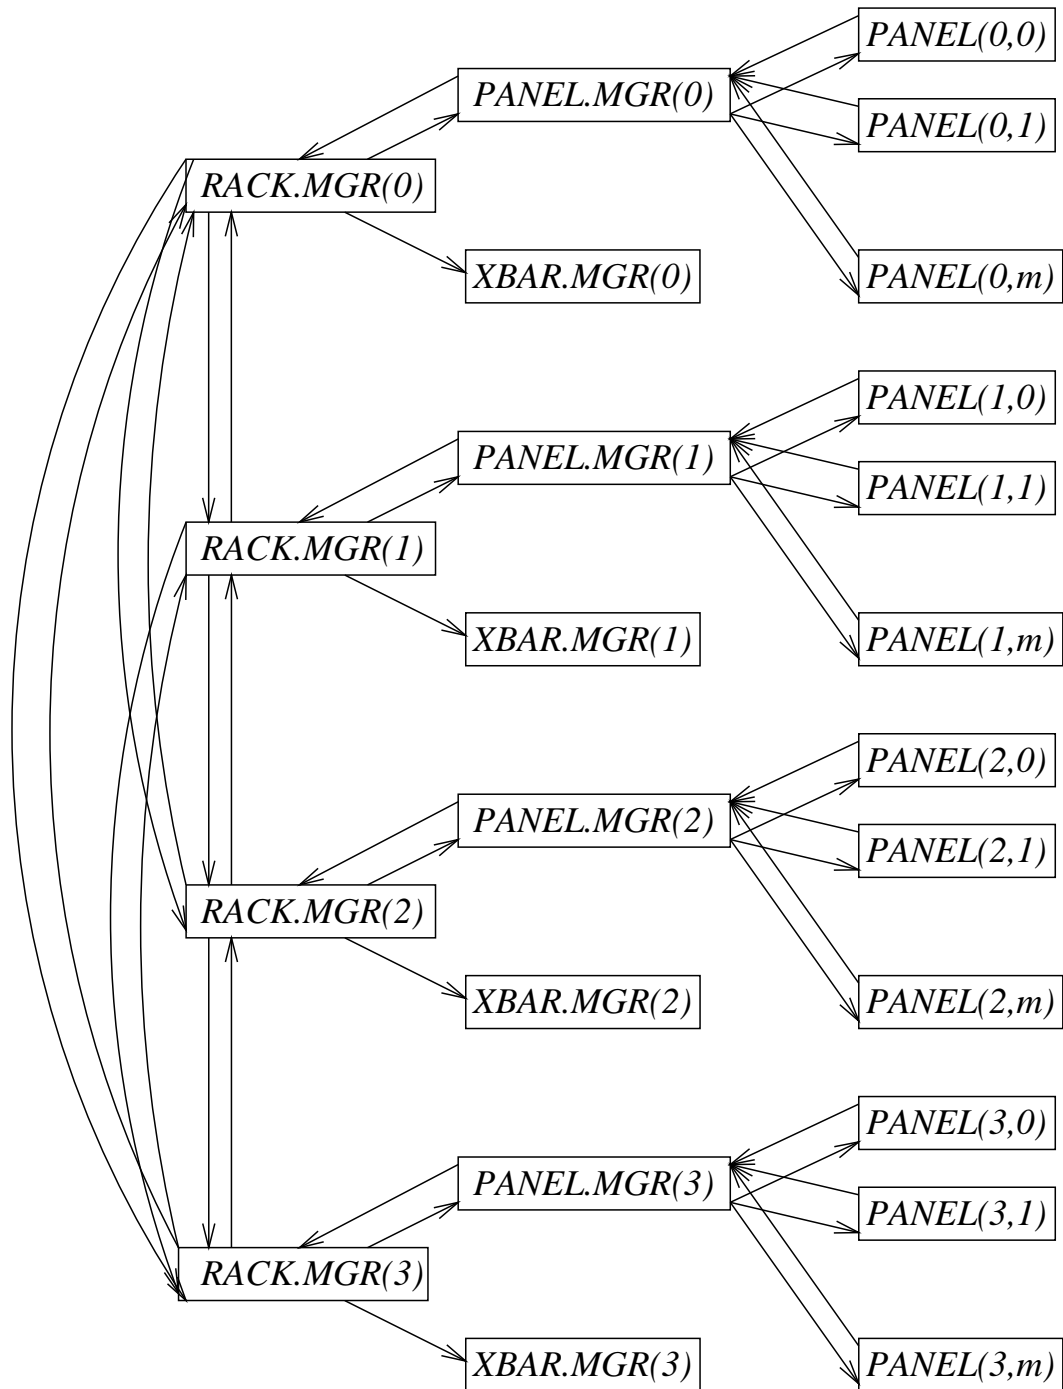 PANEL(0,0)
PANEL.MGR(0)
PANEL(0,1)
RACK.MGR(0)
XBAR.MGR(0)
PANEL(0,m)
PANEL(1,0)
PANEL.MGR(1)
PANEL(1,1)
RACK.MGR(1)
XBAR.MGR(1)
PANEL(1,m)
PANEL(2,0)
PANEL.MGR(2)
PANEL(2,1)
RACK.MGR(2)
XBAR.MGR(2)
PANEL(2,m)
PANEL(3,0)
PANEL.MGR(3)
PANEL(3,1)
RACK.MGR(3)
XBAR.MGR(3)
PANEL(3,m)